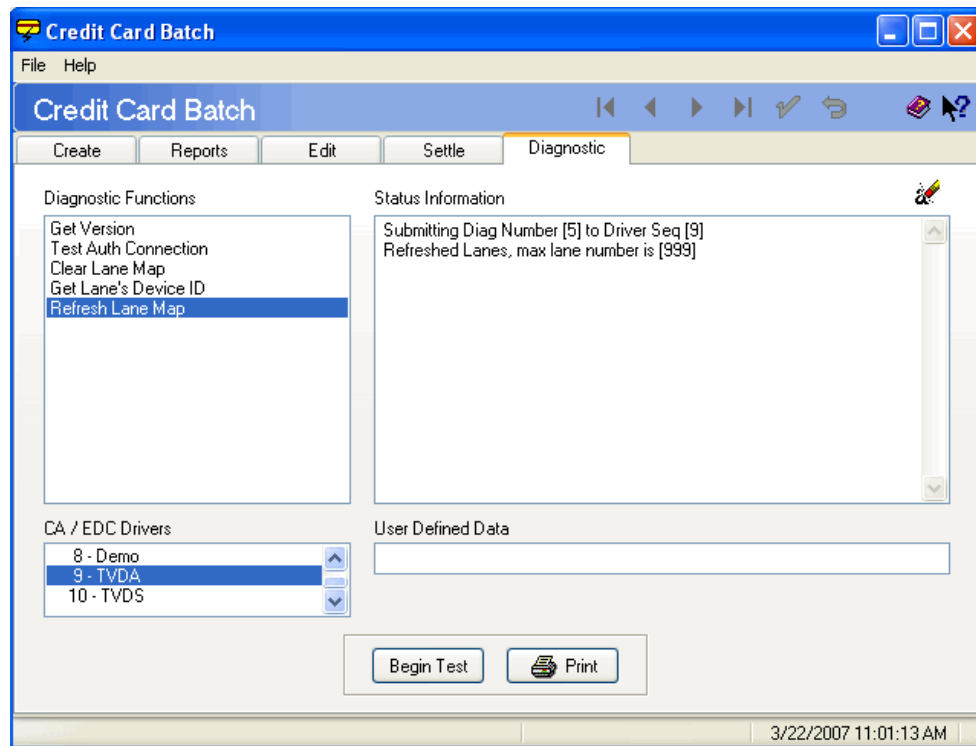 Credit Card Batch
File Help
Credit Card Batch
Create Reports Edit Settle Diagnostic
Diagnostic Functions
Get Version
Test Auth Connection
Clear Lane Map
Get Lane's Device ID
Refresh Lane Map
Status Information
Submitting Diag Number [5] to Driver Seq [9]
Refreshed Lanes, max lane number is [999]
CA / EDC Drivers
8 - Demo
9 - TVDA
10 - TVDS
User Defined Data
Begin Test Print
3/22/2007 11:01:13 AM